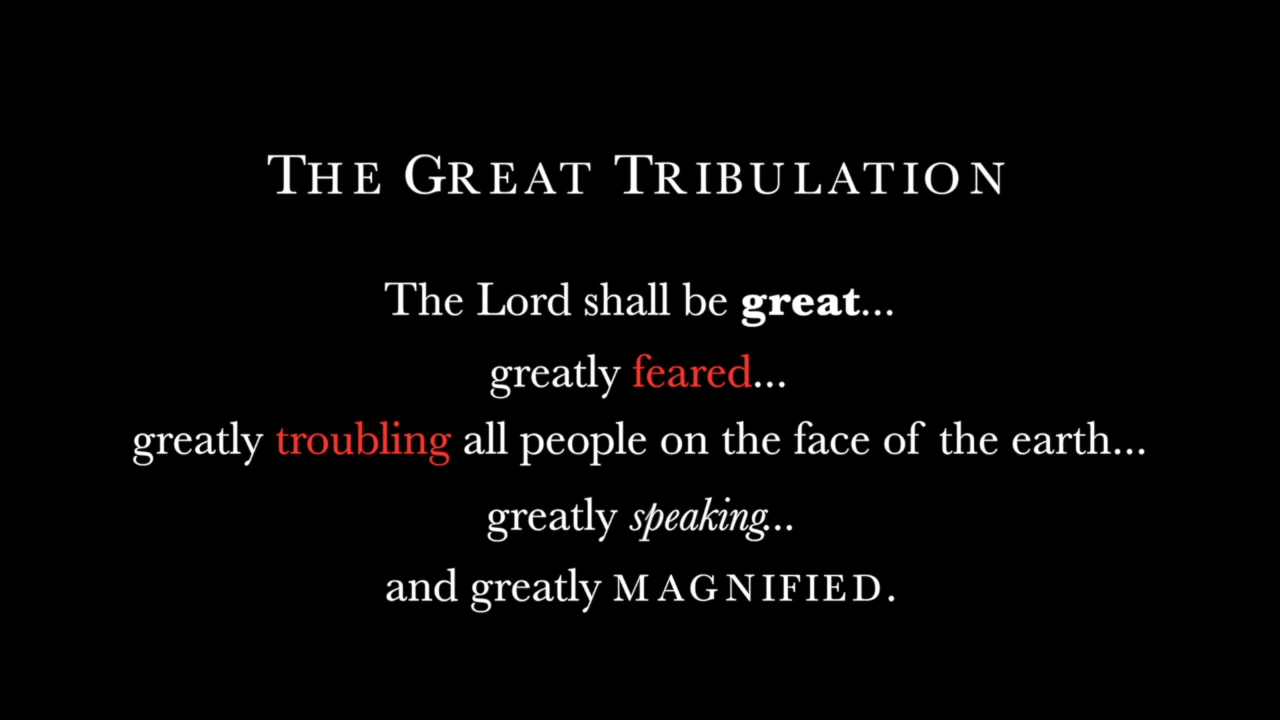 The Great Tribulation
The Lord shall be great...
greatly feared...
greatly troubling all people on the face of the earth...
greatly speaking...
and greatly MAGNIFIED.